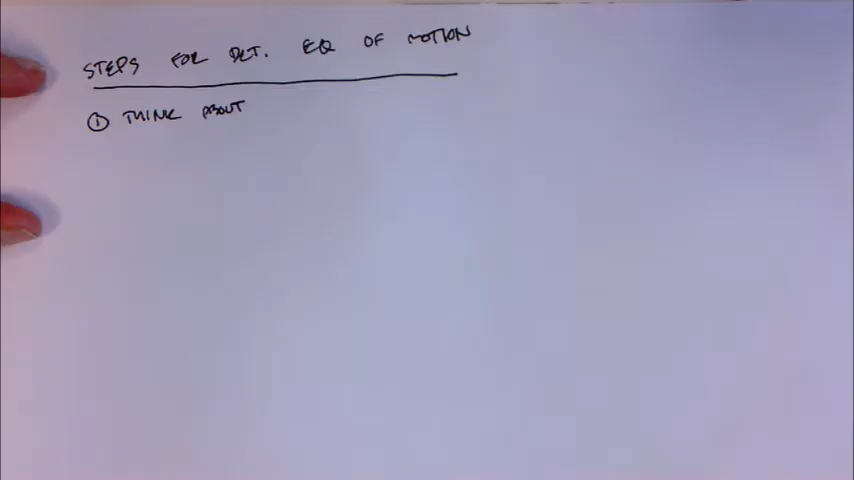 STEPS FOR DET. EQ OF MOTION
① THINK ABOUT